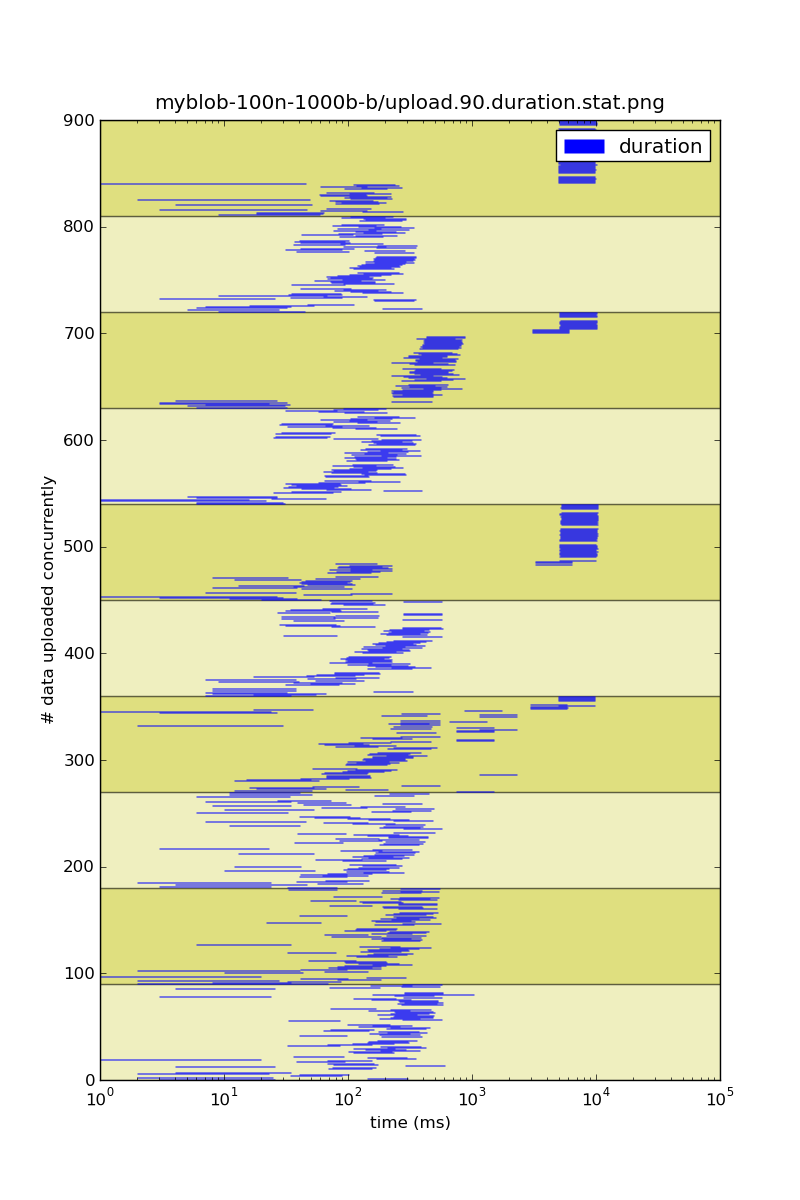 myblob-100n-1000b-b/upload.90.duration.stat.png
duration
900
800
700
600
500
400
300
200
100
0
# data uploaded concurrently
10⁰ 10¹ 10² 10³ 10⁴ 10⁵
time (ms)